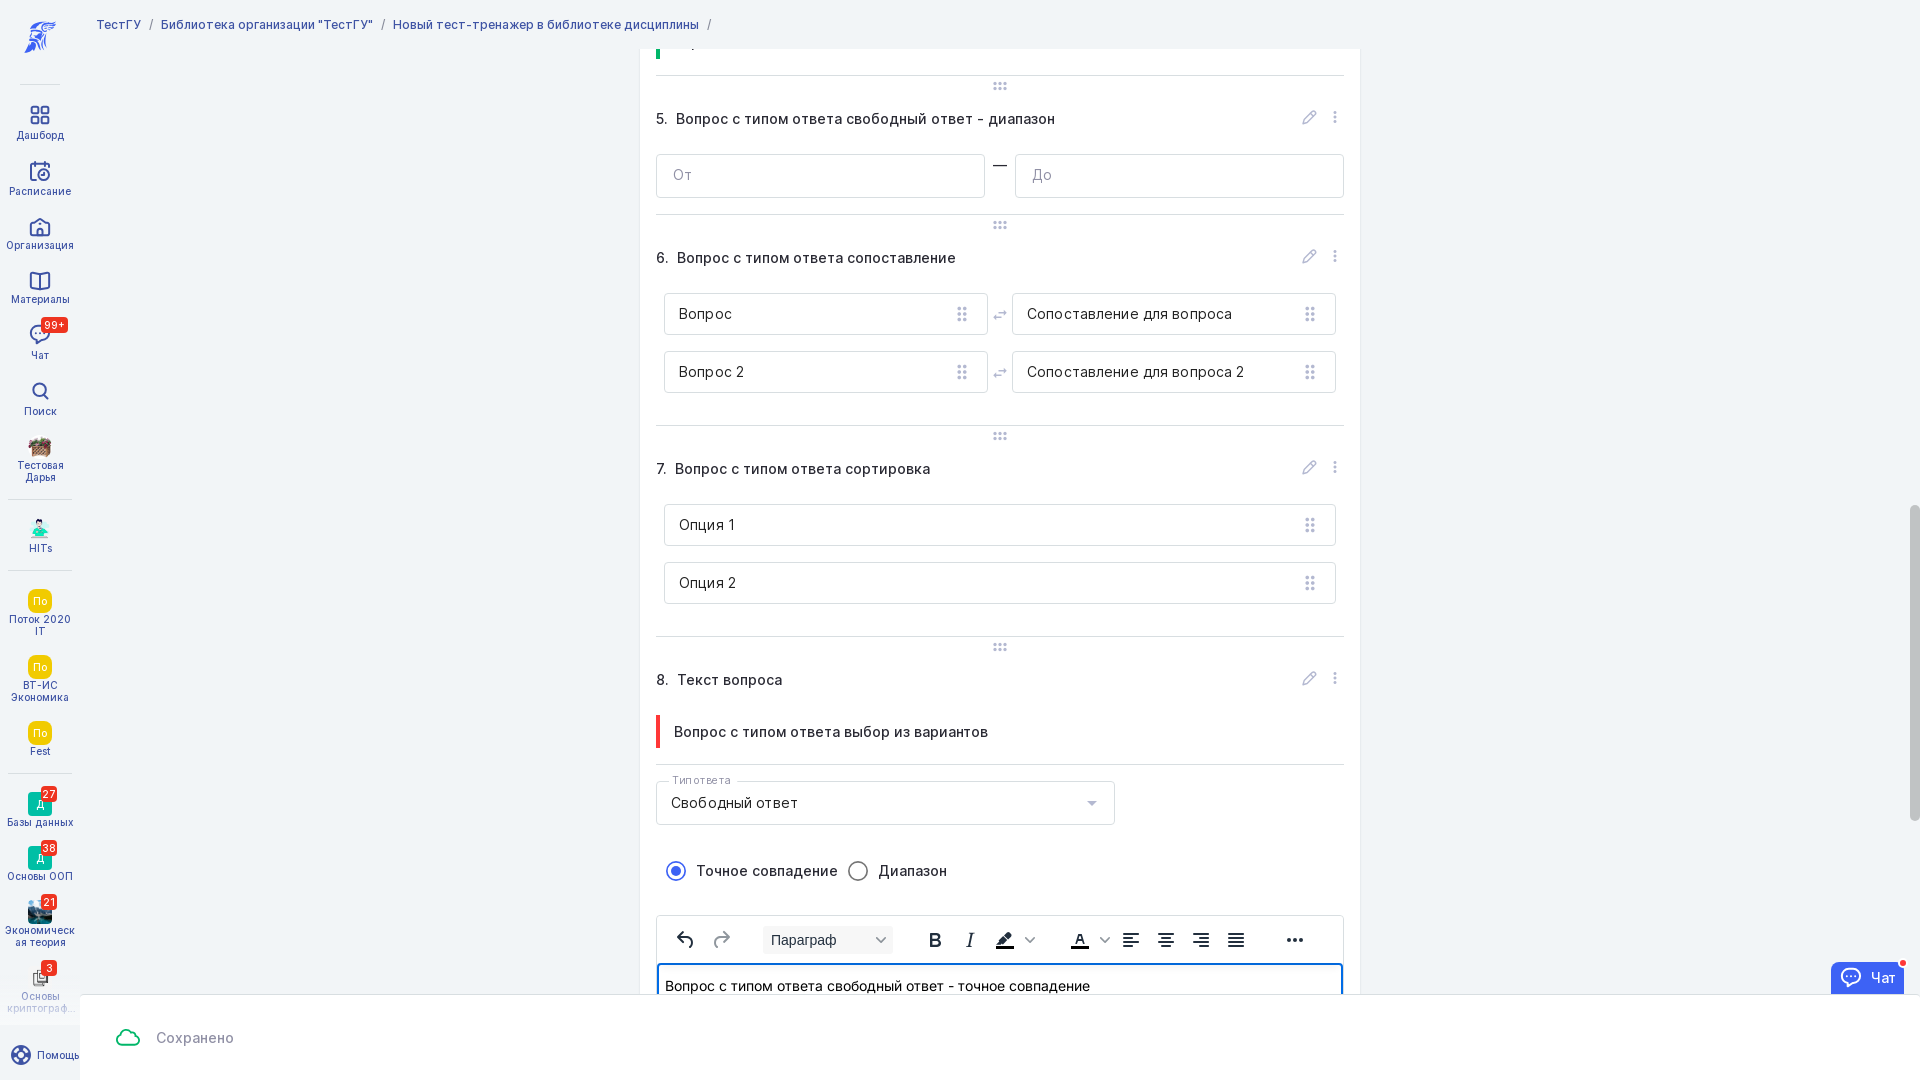 ТестГУ / Библиотека организации "ТестГУ" / Новый тест-тренажер в библиотеке дисциплины /
Дашборд
Расписание
Организация
Материалы
99+
Чат
Поиск
Тестовая
Дарья
HITs
По
Поток 2020
IT
По
ВТ-ИС
Экономика
По
Fest
27
Д
Базы данных
38
Д
Основы ООП
21
Экономическ
ая теория
3
Основы
криптограф...
Помощь
5. Вопрос с типом ответа свободный ответ - диапазон
От — До
6. Вопрос с типом ответа сопоставление
Вопрос Сопоставление для вопроса
Вопрос 2 Сопоставление для вопроса 2
7. Вопрос с типом ответа сортировка
Опция 1
Опция 2
8. Текст вопроса
Вопрос с типом ответа выбор из вариантов
Тип ответа
Свободный ответ
Точное совпадение Диапазон
Параграф
Вопрос с типом ответа свободный ответ - точное совпадение
Чат
Сохранено